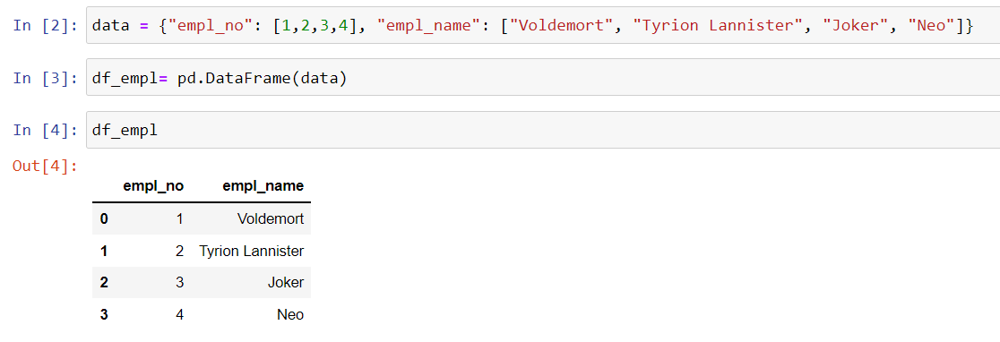 In [2]: data = {"empl_no": [1,2,3,4], "empl_name": ["Voldemort", "Tyrion Lannister", "Joker", "Neo"]}
In [3]: df_empl= pd.DataFrame(data)
In [4]: df_empl
Out[4]:
empl_no empl_name
0 1 Voldemort
1 2 Tyrion Lannister
2 3 Joker
3 4 Neo